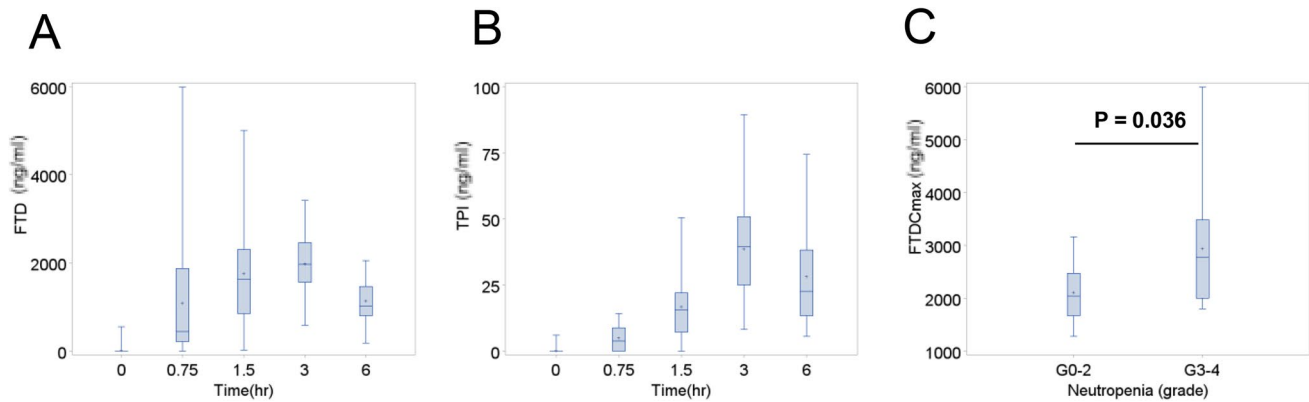 A
6000
4000
2000
0
FTD (ng/ml)
0 0.75 1.5 3 6
Time(hr)
B
100
75
50
25
0
TPI (ng/ml)
0 0.75 1.5 3 6
Time(hr)
C
6000
5000
4000
3000
2000
1000
FTDCmax (ng/ml)
P = 0.036
G0-2 G3-4
Neutropenia (grade)